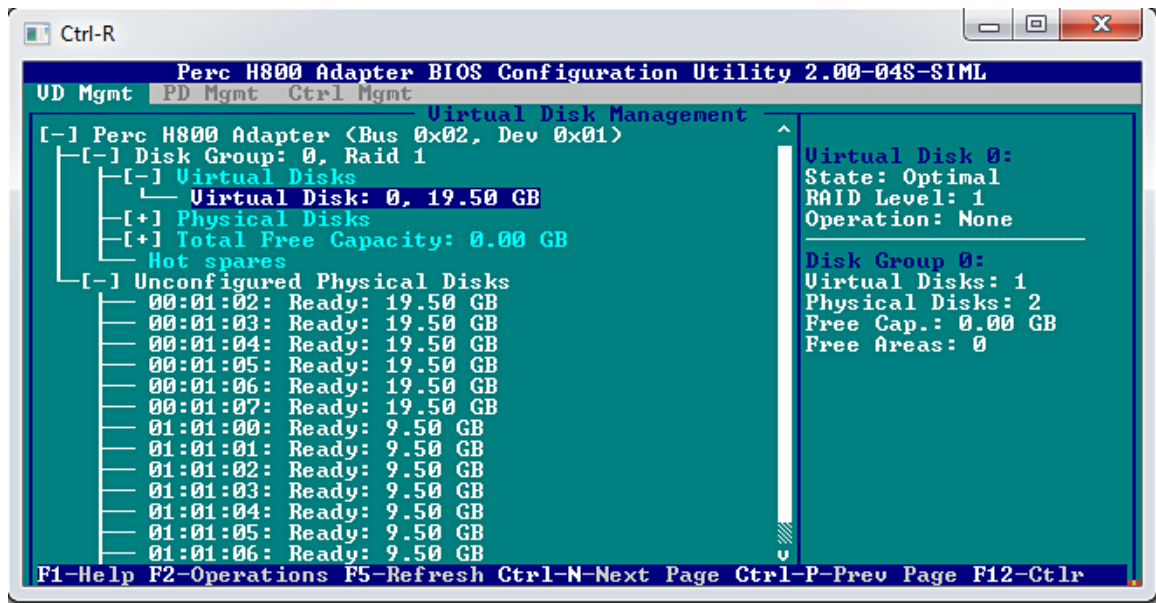 Ctrl-R
Perc H800 Adapter BIOS Configuration Utility 2.00-04S-SIML
VD Mgmt PD Mgmt Ctrl Mgmt
Virtual Disk Management
[-] Perc H800 Adapter (Bus 0x02, Dev 0x01)
[-] Disk Group: 0, Raid 1
[-] Virtual Disks
Virtual Disk: 0, 19.50 GB
[+] Physical Disks
[+] Total Free Capacity: 0.00 GB
Hot spares
[-] Unconfigured Physical Disks
00:01:02: Ready: 19.50 GB
00:01:03: Ready: 19.50 GB
00:01:04: Ready: 19.50 GB
00:01:05: Ready: 19.50 GB
00:01:06: Ready: 19.50 GB
00:01:07: Ready: 19.50 GB
01:01:00: Ready: 9.50 GB
01:01:01: Ready: 9.50 GB
01:01:02: Ready: 9.50 GB
01:01:03: Ready: 9.50 GB
01:01:04: Ready: 9.50 GB
01:01:05: Ready: 9.50 GB
01:01:06: Ready: 9.50 GB
Virtual Disk 0:
State: Optimal
RAID Level: 1
Operation: None
Disk Group 0:
Virtual Disks: 1
Physical Disks: 2
Free Cap.: 0.00 GB
Free Areas: 0
F1-Help F2-Operations F5-Refresh Ctrl-N-Next Page Ctrl-P-Prev Page F12-Ctlr